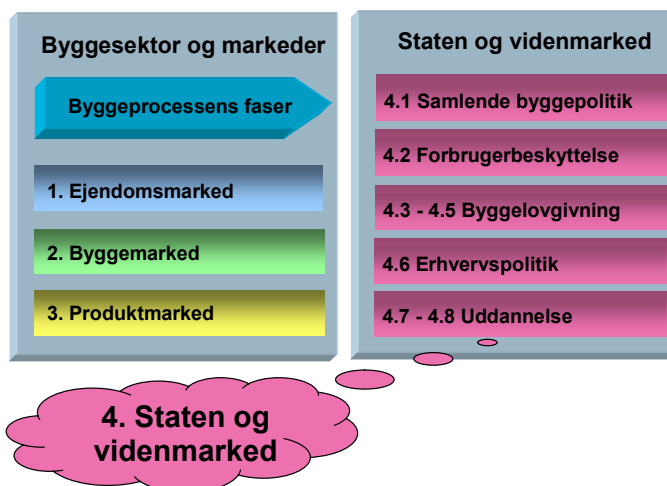 Byggesektor og markeder
Byggeprocessens faser
1. Ejendomsmarked
2. Byggemarked
3. Produktmarked
Staten og videnmarked
4.1 Samlende byggepolitik
4.2 Forbrugerbeskyttelse
4.3 - 4.5 Byggelovgivning
4.6 Erhvervspolitik
4.7 - 4.8 Uddannelse
4. Staten og
videnmarked